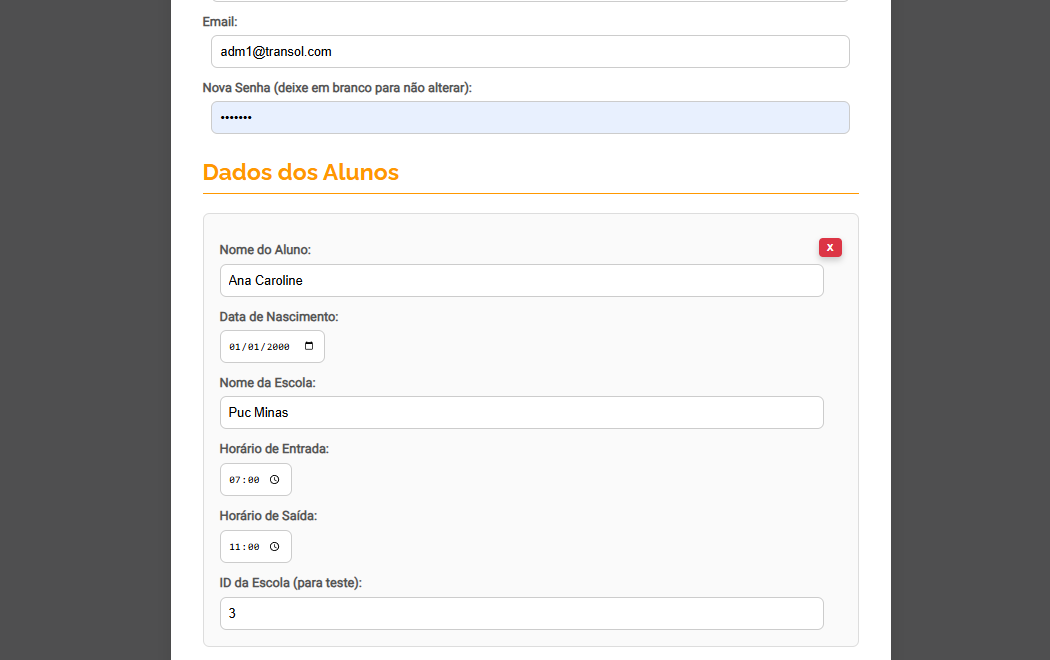 Email:
adm1@transol.com
Nova Senha (deixe em branco para não alterar):
•••••••
Dados dos Alunos
x
Nome do Aluno:
Ana Caroline
Data de Nascimento:
01/01/2000
Nome da Escola:
Puc Minas
Horário de Entrada:
07:00
Horário de Saída:
11:00
ID da Escola (para teste):
3